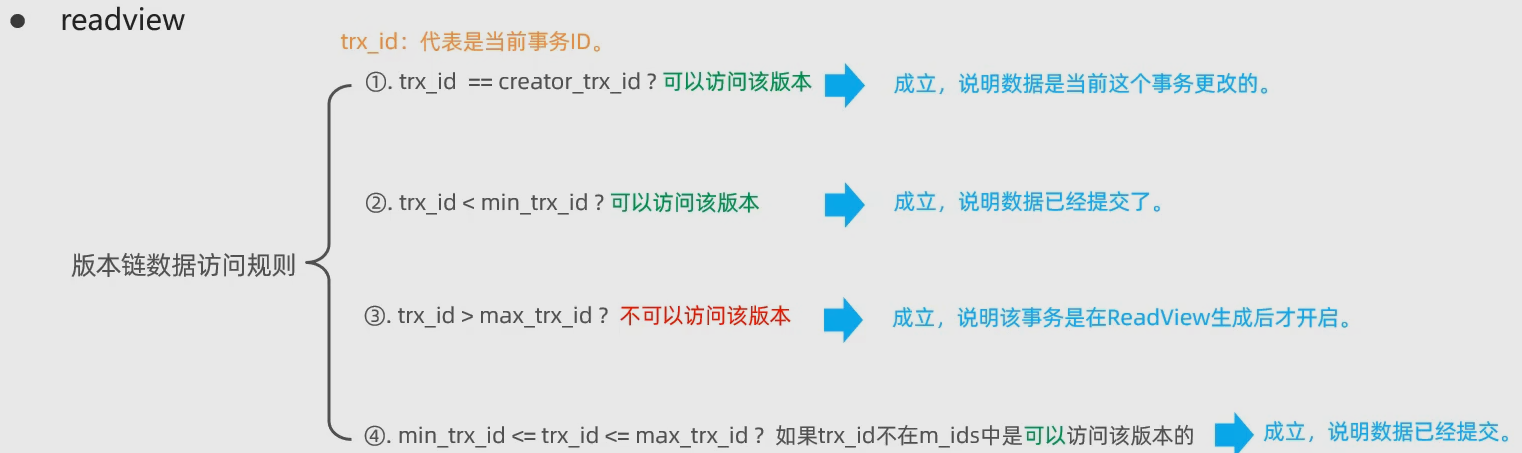 ● readview
trx_id：代表是当前事务ID。
①. trx_id == creator_trx_id ? 可以访问该版本 成立，说明数据是当前这个事务更改的。
②. trx_id < min_trx_id ? 可以访问该版本 成立，说明数据已经提交了。
版本链数据访问规则
③. trx_id > max_trx_id ? 不可以访问该版本 成立，说明该事务是在ReadView生成后才开启。
④. min_trx_id <= trx_id <= max_trx_id ? 如果trx_id不在m_ids中是可以访问该版本的 成立，说明数据已经提交。